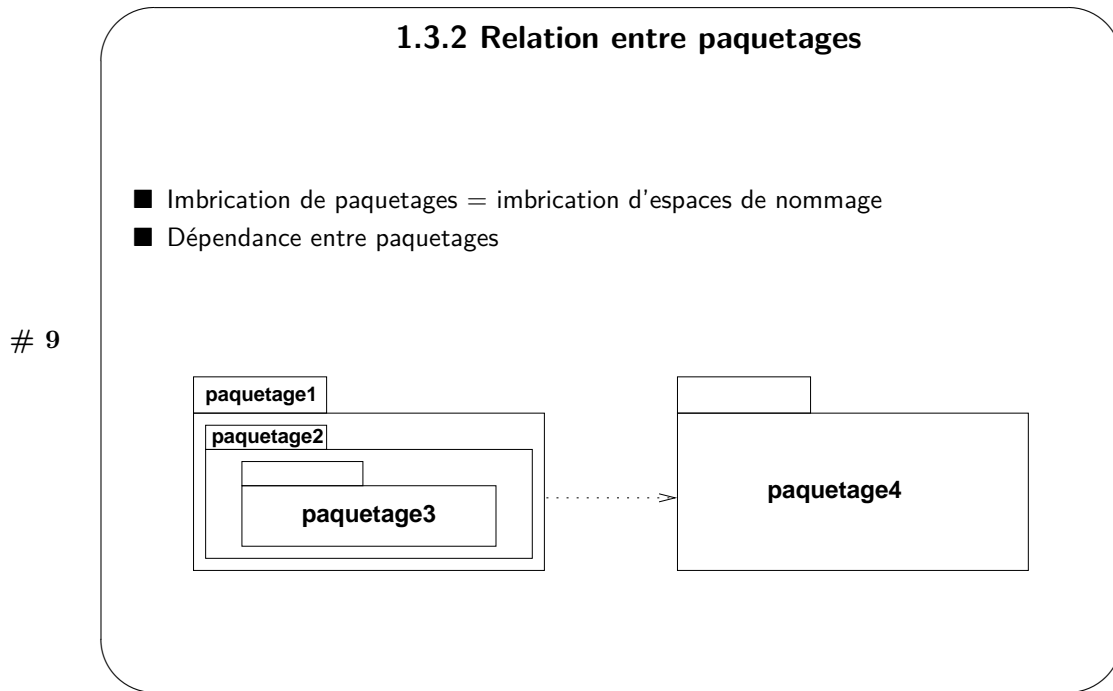 1.3.2 Relation entre paquetages
■ Imbrication de paquetages = imbrication d'espaces de nommage
■ Dépendance entre paquetages
# 9
paquetage1
paquetage2
paquetage3
paquetage4